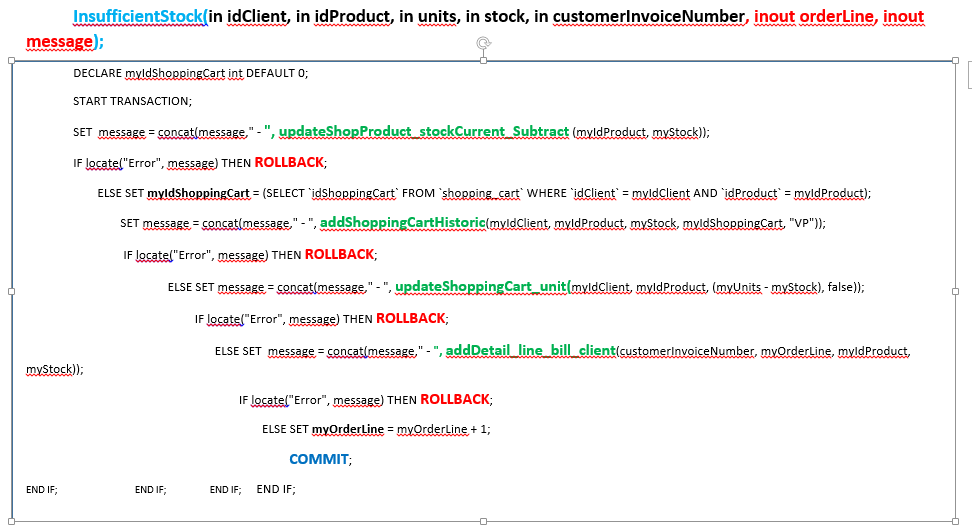 InsufficientStock(in idClient, in idProduct, in units, in stock, in customerInvoiceNumber, inout orderLine, inout
message);
DECLARE myIdShoppingCart int DEFAULT 0;
START TRANSACTION;
SET message = concat(message," - ", updateShopProduct_stockCurrent_Subtract (myIdProduct, myStock));
IF locate("Error", message) THEN ROLLBACK;
ELSE SET myIdShoppingCart = (SELECT `idShoppingCart` FROM `shopping_cart` WHERE `idClient` = myIdClient AND `idProduct` = myIdProduct);
SET message = concat(message," - ", addShoppingCartHistoric(myIdClient, myIdProduct, myStock, myIdShoppingCart, "VP"));
IF locate("Error", message) THEN ROLLBACK;
ELSE SET message = concat(message," - ", updateShoppingCart_unit(myIdClient, myIdProduct, (myUnits - myStock), false));
IF locate("Error", message) THEN ROLLBACK;
ELSE SET message = concat(message," - ", addDetail_line_bill_client(customerInvoiceNumber, myOrderLine, myIdProduct,
myStock));
IF locate("Error", message) THEN ROLLBACK;
ELSE SET myOrderLine = myOrderLine + 1;
COMMIT;
END IF; END IF; END IF; END IF;